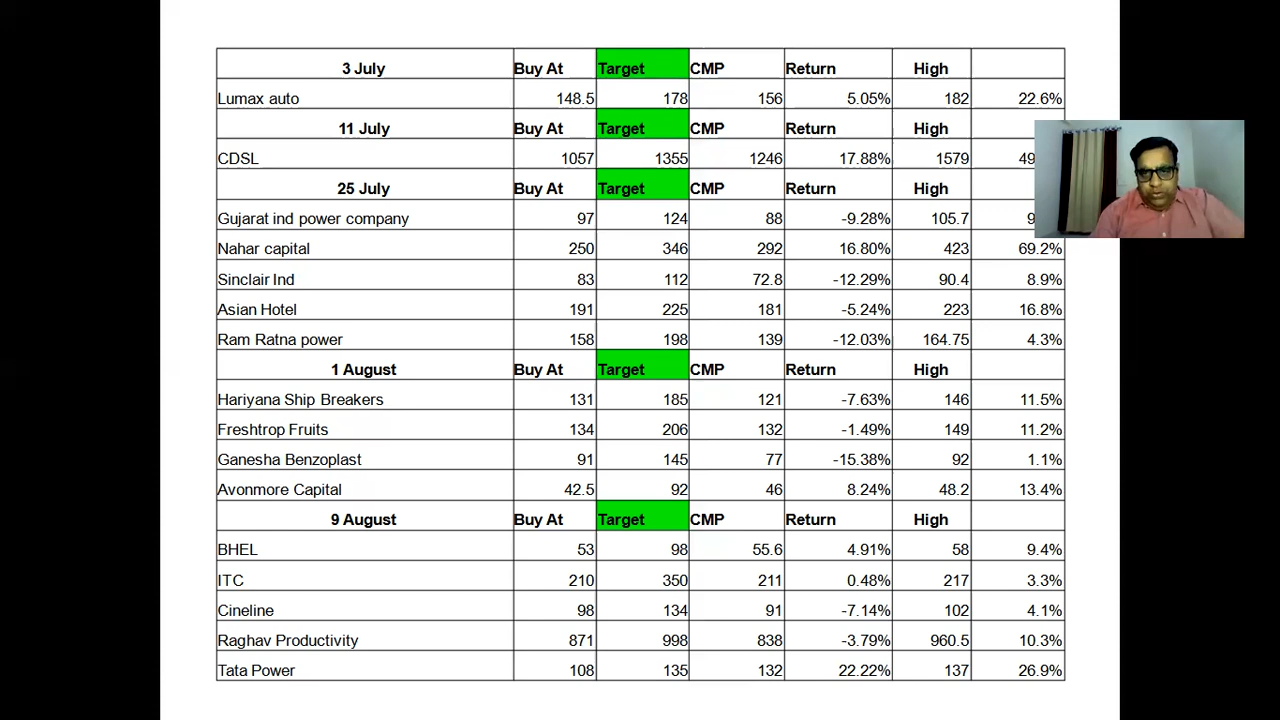 3 July Buy At Target CMP Return High
Lumax auto 148.5 178 156 5.05% 182 22.6%
11 July Buy At Target CMP Return High
CDSL 1057 1355 1246 17.88% 1579 49
25 July Buy At Target CMP Return High
Gujarat ind power company 97 124 88 -9.28% 105.7 9
Nahar capital 250 346 292 16.80% 423 69.2%
Sinclair Ind 83 112 72.8 -12.29% 90.4 8.9%
Asian Hotel 191 225 181 -5.24% 223 16.8%
Ram Ratna power 158 198 139 -12.03% 164.75 4.3%
1 August Buy At Target CMP Return High
Hariyana Ship Breakers 131 185 121 -7.63% 146 11.5%
Freshtrop Fruits 134 206 132 -1.49% 149 11.2%
Ganesha Benzoplast 91 145 77 -15.38% 92 1.1%
Avonmore Capital 42.5 92 46 8.24% 48.2 13.4%
9 August Buy At Target CMP Return High
BHEL 53 98 55.6 4.91% 58 9.4%
ITC 210 350 211 0.48% 217 3.3%
Cineline 98 134 91 -7.14% 102 4.1%
Raghav Productivity 871 998 838 -3.79% 960.5 10.3%
Tata Power 108 135 132 22.22% 137 26.9%